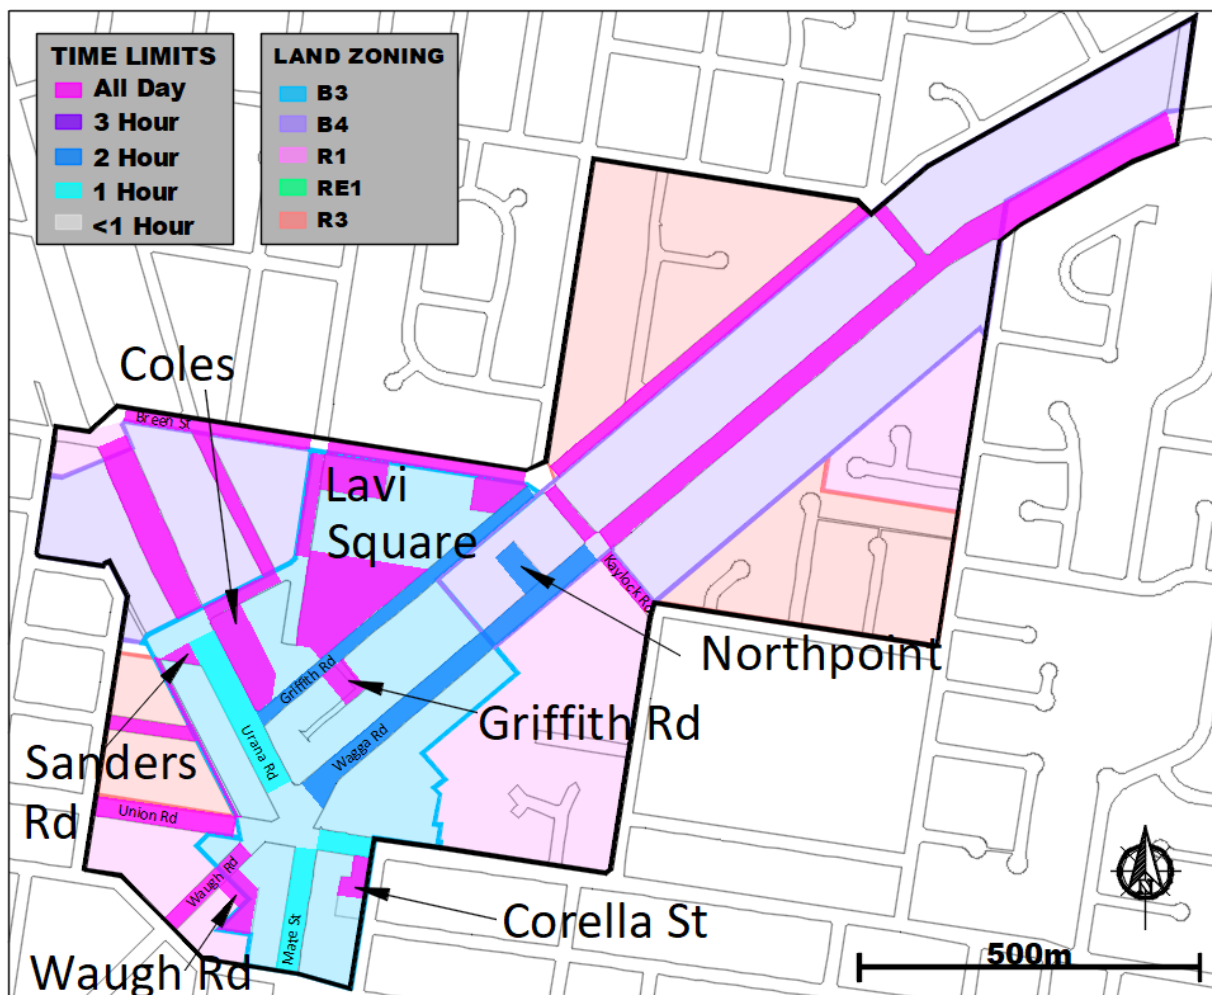 TIME LIMITS
All Day
3 Hour
2 Hour
1 Hour
<1 Hour
LAND ZONING
B3
B4
R1
RE1
R3
Coles
Breen St
Lavi
Square
Kaylock Rd
Northpoint
Griffith Rd
Griffith Rd
Urana Rd
Wagga Rd
Sanders
Rd
Union Rd
Waugh Rd
Corella St
Mate St
Waugh Rd
N
500m